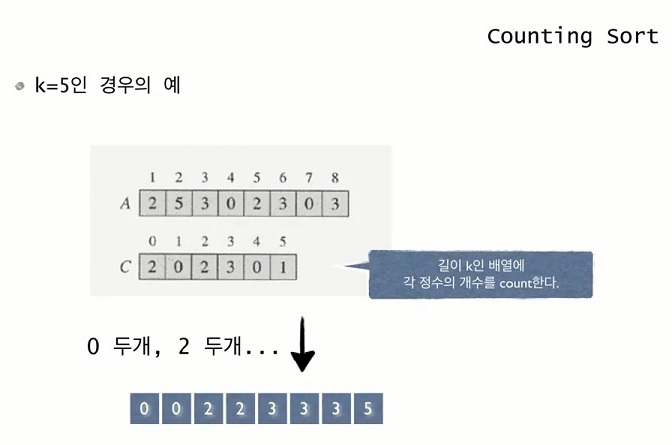 Counting Sort
k=5인 경우의 예
1 2 3 4 5 6 7 8
A 2 5 3 0 2 3 0 3
0 1 2 3 4 5
C 2 0 2 3 0 1
길이 k인 배열에
각 정수의 개수를 count한다.
0 두개, 2 두개...
0 0 2 2 3 3 3 5